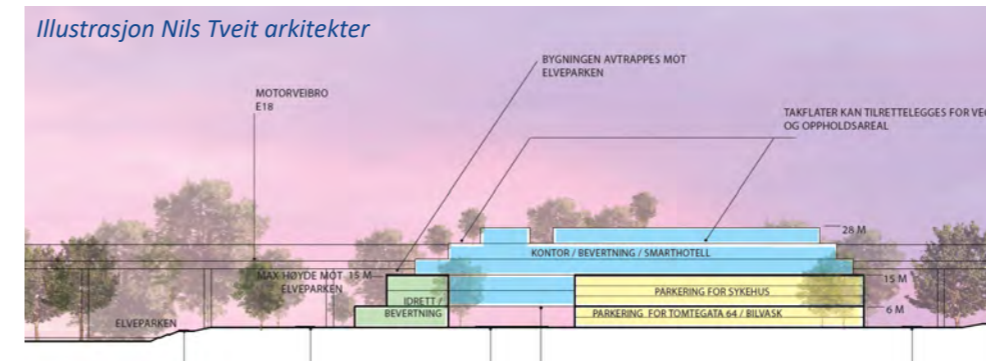 Illustrasjon Nils Tveit arkitekter
BYGNINGEN AVTRAPPES MOT
ELVEPARKEN
MOTORVEIBRO
E18
TAKFLATER KAN TILRETTELEGGES FOR VEG
OG OPPHOLDSAREAL
28 M
KONTOR / BEVERTNING / SMARTHOTELL
MAX HØYDE MOT 15 M
ELVEPARKEN
15 M
PARKERING FOR SYKEHUS
IDRETT /
BEVERTNING
6 M
PARKERING FOR TOMTEGATA 64 / BILVASK
ELVEPARKEN